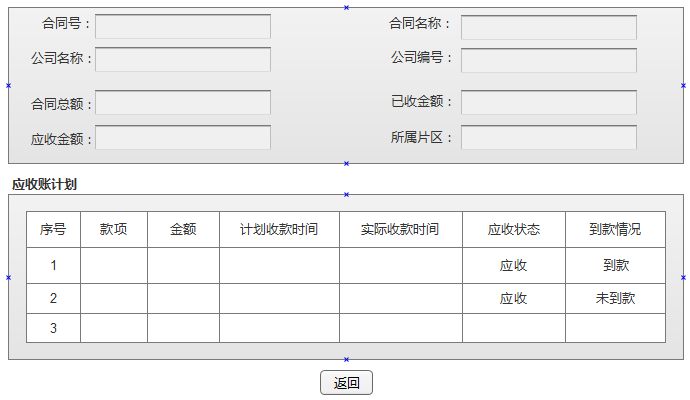 合同号： 合同名称：
公司名称： 公司编号：
合同总额： 已收金额：
应收金额： 所属片区：
应收账计划
序号 款项 金额 计划收款时间 实际收款时间 应收状态 到款情况
1 应收 到款
2 应收 未到款
3
返回